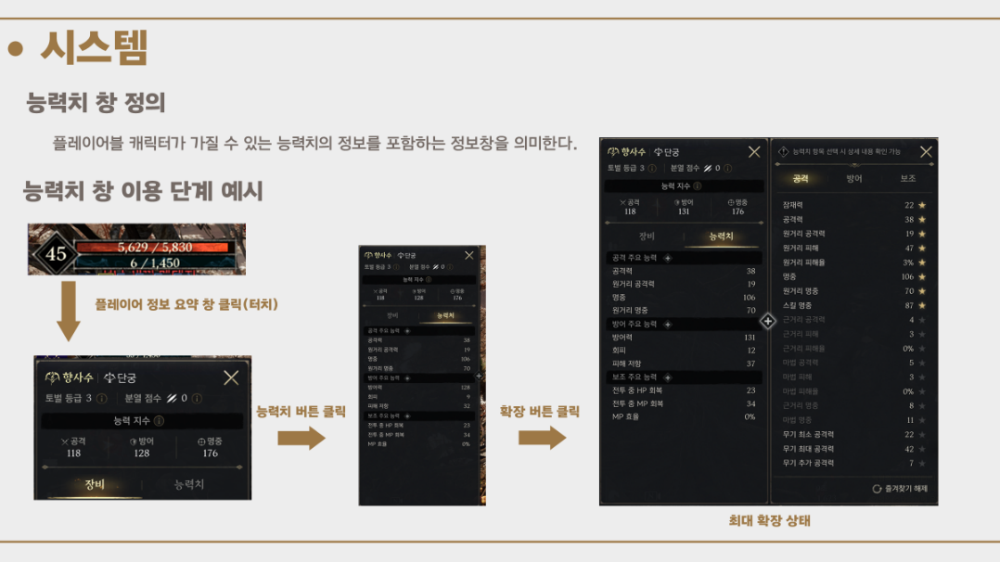 • 시스템
능력치 창 정의
플레이어블 캐릭터가 가질 수 있는 능력치의 정보를 포함하는 정보창을 의미한다.
능력치 창 이용 단계 예시
45
5,629 / 5,830
6 / 1,450
플레이어 정보 요약 창 클릭(터치)
향사수 단궁
토벌 등급 3 분열 점수 0
능력 지수
공격 방어 명중
118 128 176
장비 능력치
능력치 버튼 클릭
향사수 단궁
토벌 등급 3 분열 점수 0
능력 지수
공격 방어 명중
118 128 176
장비 능력치
공격 주요 능력
공격력 38
원거리 공격력 19
명중 106
원거리 명중 70
방어 주요 능력
방어력 128
회피 9
피해 저항 32
보조 주요 능력
전투 중 HP 회복 23
전투 중 MP 회복 34
MP 효율 0%
확장 버튼 클릭
향사수 단궁
토벌 등급 3 분열 점수 0
능력 지수
공격 방어 명중
118 131 176
장비 능력치
공격 주요 능력
공격력 38
원거리 공격력 19
명중 106
원거리 명중 70
방어 주요 능력
방어력 131
회피 12
피해 저항 37
보조 주요 능력
전투 중 HP 회복 23
전투 중 MP 회복 34
MP 효율 0%
능력치 항목 선택 시 상세 내용 확인 가능
공격 방어 보조
잠재력 22
공격력 38
원거리 공격력 19
원거리 피해 47
원거리 피해율 3%
명중 106
원거리 명중 70
스킬 명중 87
근거리 공격력 4
근거리 피해 3
근거리 피해율 0%
마법 공격력 5
마법 피해 3
마법 피해율 0%
근거리 명중 8
마법 명중 11
무기 최소 공격력 22
무기 최대 공격력 42
무기 추가 공격력 7
즐겨찾기 해제
최대 확장 상태